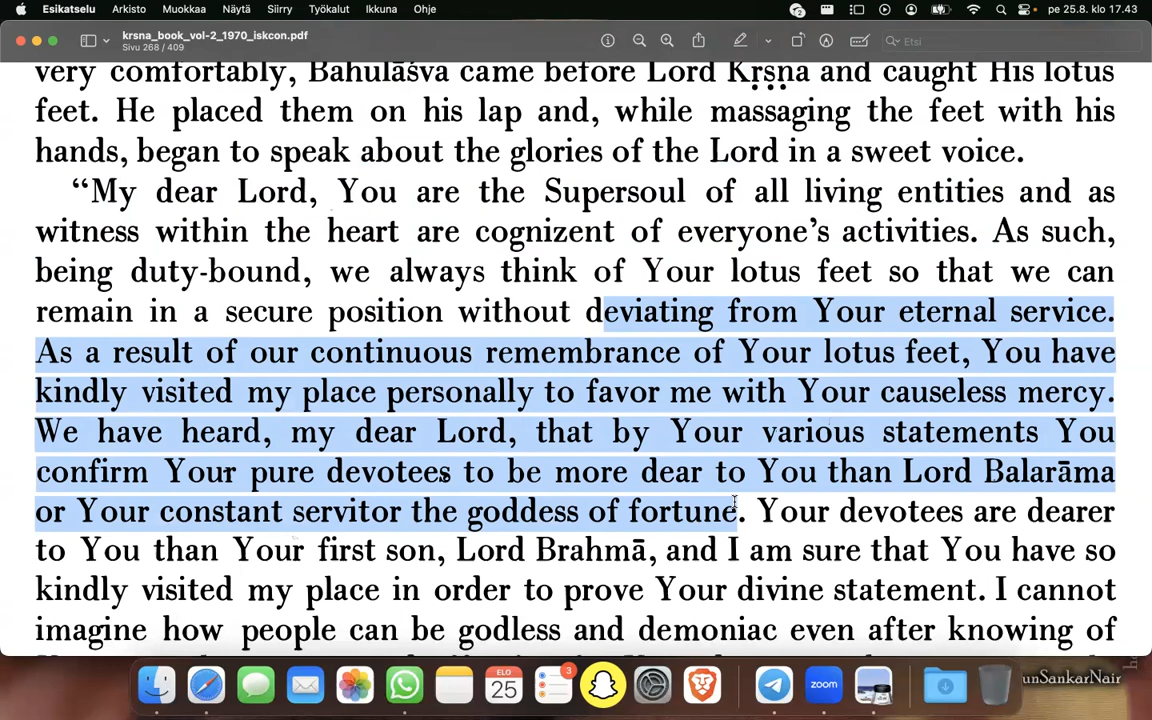 Esikatselu Arkisto Muokkaa Näytä Siirry Työkalut Ikkuna Ohje pe 25.8. klo 17.43
krsna_book_vol-2_1970_iskcon.pdf
Sivu 268 / 409
Etsi
very comfortably, Bahulāśva came before Lord Kṛṣṇa and caught His lotus
feet. He placed them on his lap and, while massaging the feet with his
hands, began to speak about the glories of the Lord in a sweet voice.
“My dear Lord, You are the Supersoul of all living entities and as
witness within the heart are cognizent of everyone’s activities. As such,
being duty-bound, we always think of Your lotus feet so that we can
remain in a secure position without deviating from Your eternal service.
As a result of our continuous remembrance of Your lotus feet, You have
kindly visited my place personally to favor me with Your causeless mercy.
We have heard, my dear Lord, that by Your various statements You
confirm Your pure devotees to be more dear to You than Lord Balarāma
or Your constant servitor the goddess of fortune. Your devotees are dearer
to You than Your first son, Lord Brahmā, and I am sure that You have so
kindly visited my place in order to prove Your divine statement. I cannot
imagine how people can be godless and demoniac even after knowing of
ELO
25
3
zoom
unSankarNair